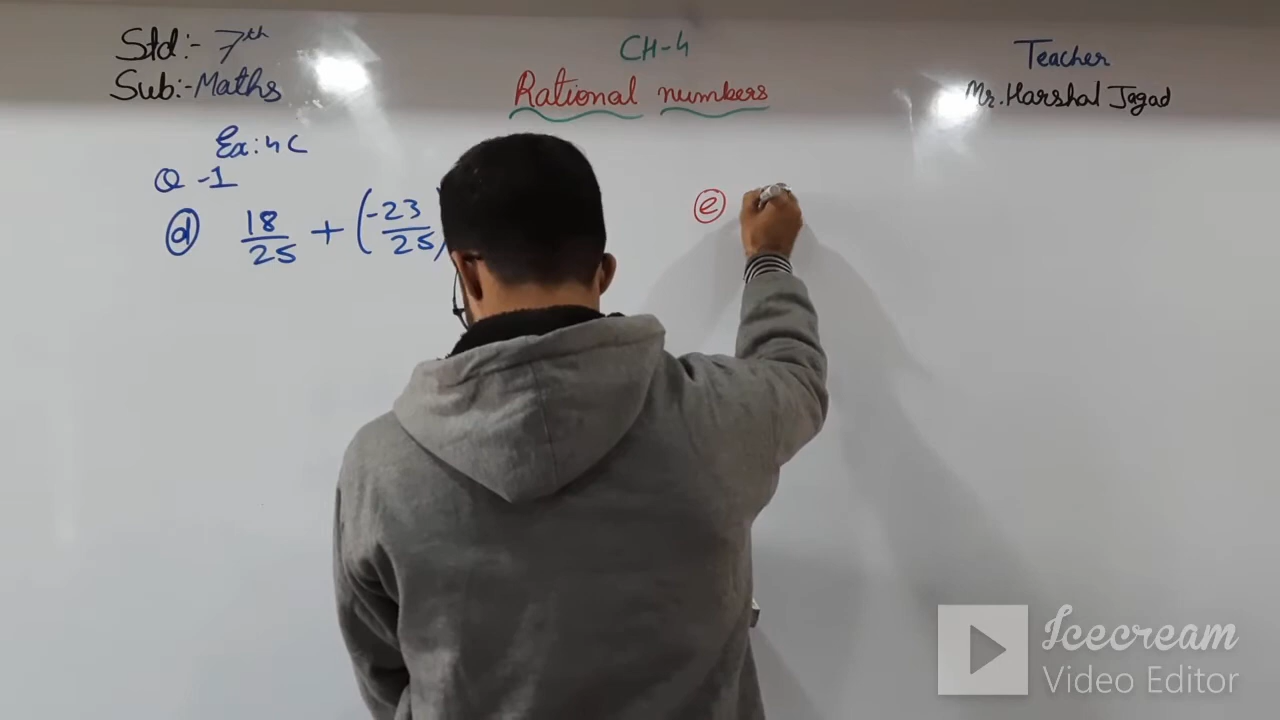 Std:- 7th
Sub:- Maths
CH-4
Rational numbers
Teacher
Mr. Harshal Jagad
Ex: 4 C
Q -1
(d) 18/25 + (-23/25)
(e)
Icecream
Video Editor